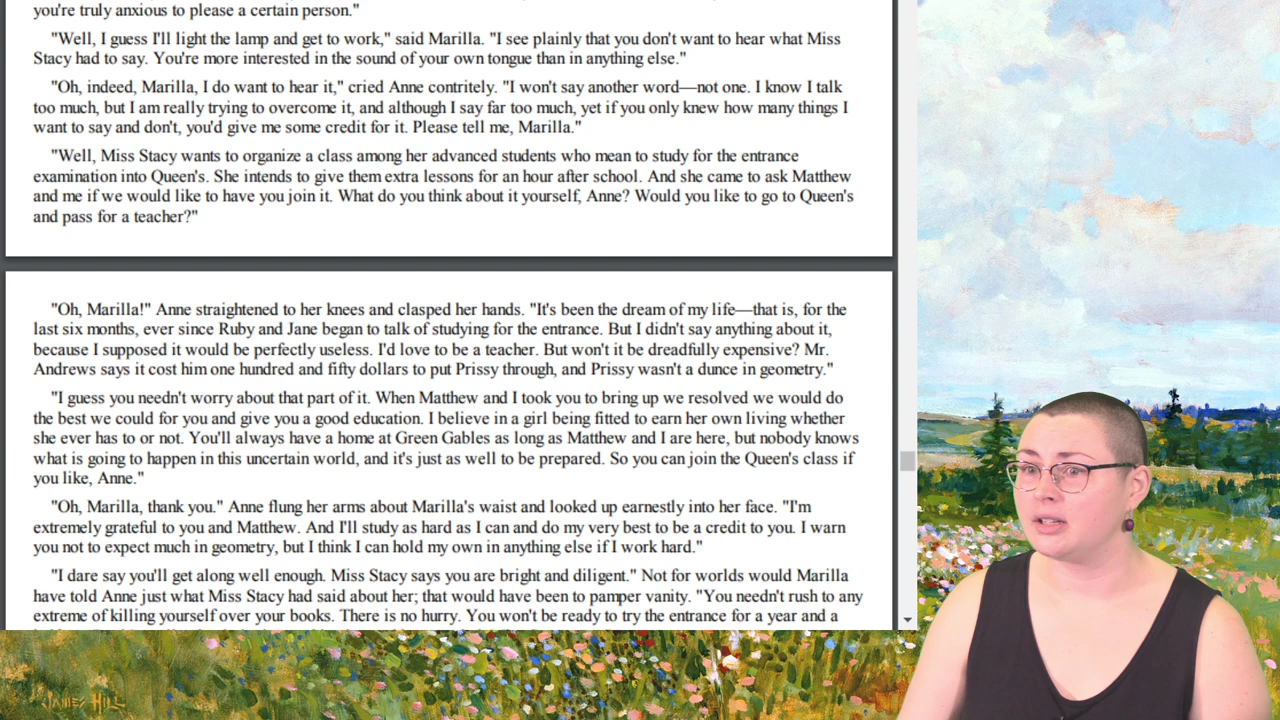 you're truly anxious to please a certain person."
"Well, I guess I'll light the lamp and get to work," said Marilla. "I see plainly that you don't want to hear what Miss
Stacy had to say. You're more interested in the sound of your own tongue than in anything else."
"Oh, indeed, Marilla, I do want to hear it," cried Anne contritely. "I won't say another word—not one. I know I talk
too much, but I am really trying to overcome it, and although I say far too much, yet if you only knew how many things I
want to say and don't, you'd give me some credit for it. Please tell me, Marilla."
"Well, Miss Stacy wants to organize a class among her advanced students who mean to study for the entrance
examination into Queen's. She intends to give them extra lessons for an hour after school. And she came to ask Matthew
and me if we would like to have you join it. What do you think about it yourself, Anne? Would you like to go to Queen's
and pass for a teacher?"
"Oh, Marilla!" Anne straightened to her knees and clasped her hands. "It's been the dream of my life—that is, for the
last six months, ever since Ruby and Jane began to talk of studying for the entrance. But I didn't say anything about it,
because I supposed it would be perfectly useless. I'd love to be a teacher. But won't it be dreadfully expensive? Mr.
Andrews says it cost him one hundred and fifty dollars to put Prissy through, and Prissy wasn't a dunce in geometry."
"I guess you needn't worry about that part of it. When Matthew and I took you to bring up we resolved we would do
the best we could for you and give you a good education. I believe in a girl being fitted to earn her own living whether
she ever has to or not. You'll always have a home at Green Gables as long as Matthew and I are here, but nobody knows
what is going to happen in this uncertain world, and it's just as well to be prepared. So you can join the Queen's class if
you like, Anne."
"Oh, Marilla, thank you." Anne flung her arms about Marilla's waist and looked up earnestly into her face. "I'm
extremely grateful to you and Matthew. And I'll study as hard as I can and do my very best to be a credit to you. I warn
you not to expect much in geometry, but I think I can hold my own in anything else if I work hard."
"I dare say you'll get along well enough. Miss Stacy says you are bright and diligent." Not for worlds would Marilla
have told Anne just what Miss Stacy had said about her; that would have been to pamper vanity. "You needn't rush to any
extreme of killing yourself over your books. There is no hurry. You won't be ready to try the entrance for a year and a
JAMES HILL